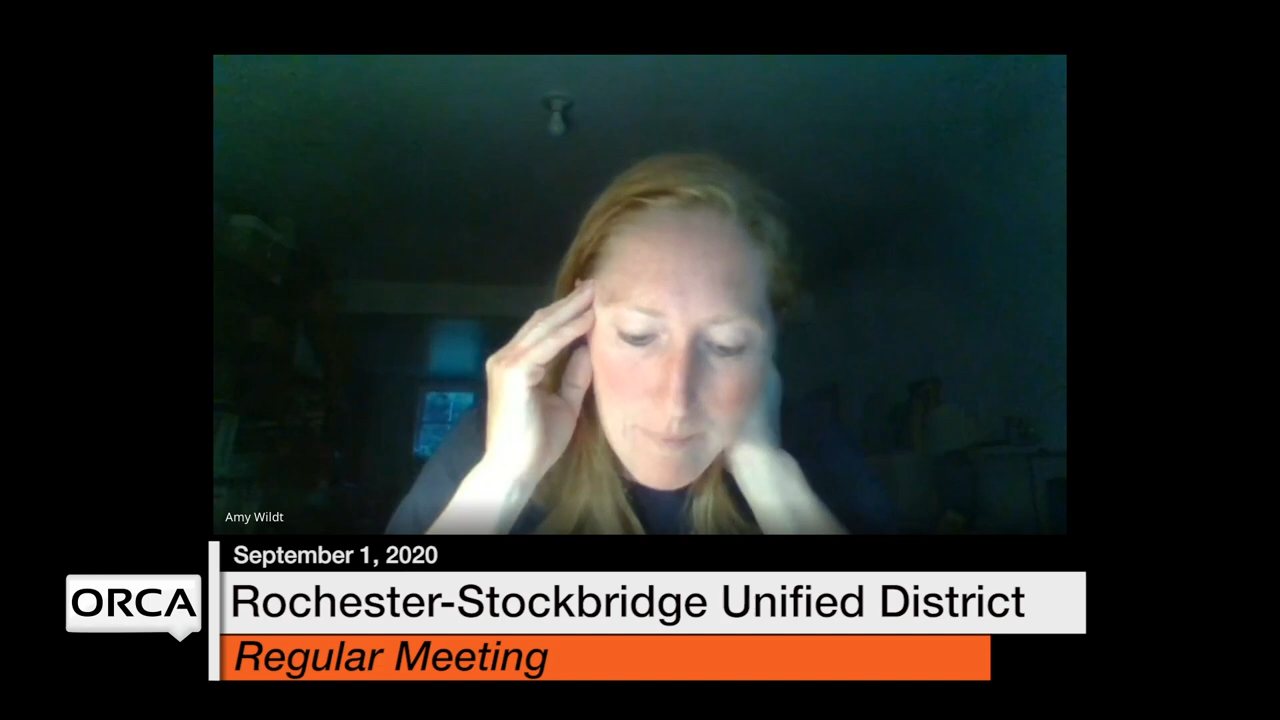 Amy Wildt
September 1, 2020
ORCA
Rochester-Stockbridge Unified District
Regular Meeting